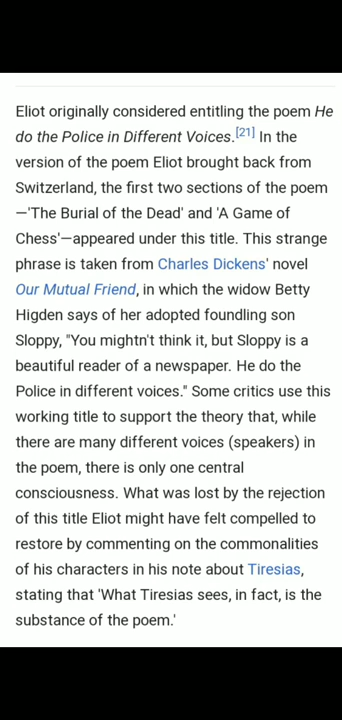 Eliot originally considered entitling the poem He
do the Police in Different Voices.[21] In the
version of the poem Eliot brought back from
Switzerland, the first two sections of the poem
—'The Burial of the Dead' and 'A Game of
Chess'—appeared under this title. This strange
phrase is taken from Charles Dickens' novel
Our Mutual Friend, in which the widow Betty
Higden says of her adopted foundling son
Sloppy, "You mightn't think it, but Sloppy is a
beautiful reader of a newspaper. He do the
Police in different voices." Some critics use this
working title to support the theory that, while
there are many different voices (speakers) in
the poem, there is only one central
consciousness. What was lost by the rejection
of this title Eliot might have felt compelled to
restore by commenting on the commonalities
of his characters in his note about Tiresias,
stating that 'What Tiresias sees, in fact, is the
substance of the poem.'